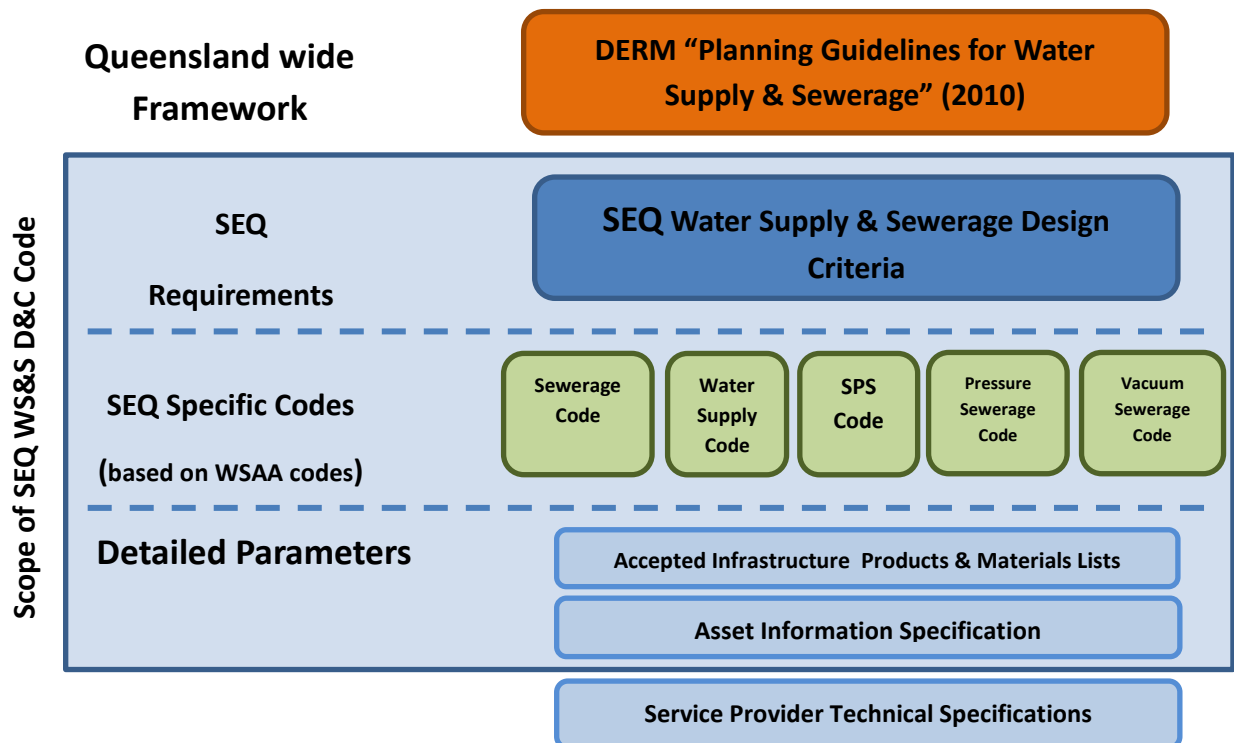 Queensland wide
Framework
DERM “Planning Guidelines for Water
Supply & Sewerage” (2010)
Scope of SEQ WS&S D&C Code
SEQ
Requirements
SEQ Water Supply & Sewerage Design
Criteria
SEQ Specific Codes
(based on WSAA codes)
Sewerage
Code
Water
Supply
Code
SPS
Code
Pressure
Sewerage
Code
Vacuum
Sewerage
Code
Detailed Parameters
Accepted Infrastructure Products & Materials Lists
Asset Information Specification
Service Provider Technical Specifications